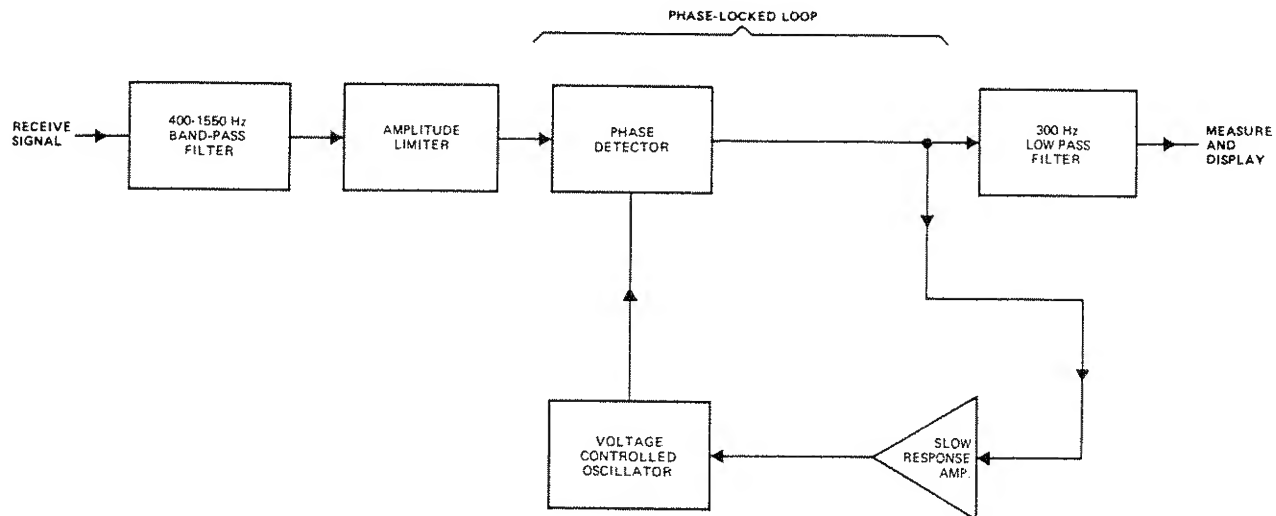 PHASE-LOCKED LOOP
RECEIVE
SIGNAL
400-1550 Hz
BAND-PASS
FILTER
AMPLITUDE
LIMITER
PHASE
DETECTOR
300 Hz
LOW PASS
FILTER
MEASURE
AND
DISPLAY
VOLTAGE
CONTROLLED
OSCILLATOR
SLOW
RESPONSE
AMP.